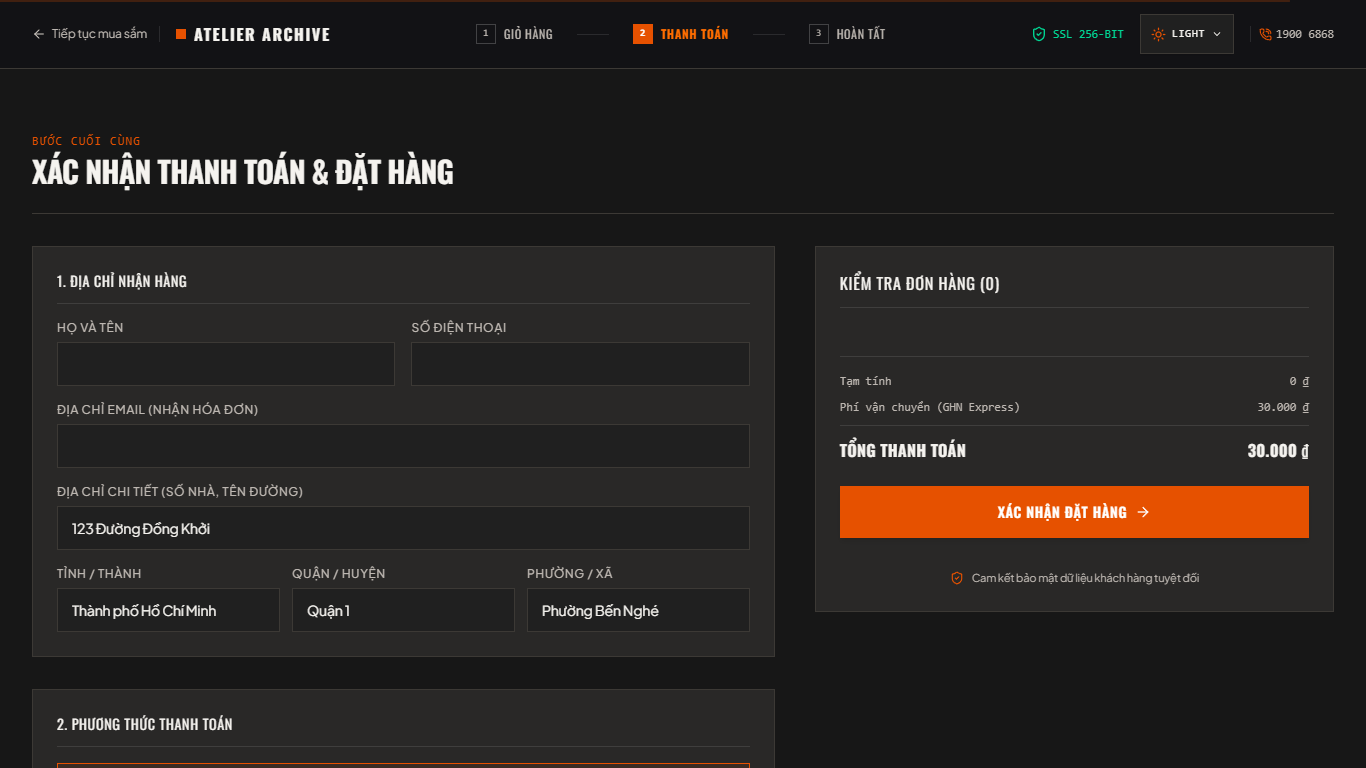 Tiếp tục mua sắm
ATELIER ARCHIVE
1 GIỎ HÀNG
2 THANH TOÁN
3 HOÀN TẤT
SSL 256-BIT
LIGHT
1900 6868
BƯỚC CUỐI CÙNG
XÁC NHẬN THANH TOÁN & ĐẶT HÀNG
1. ĐỊA CHỈ NHẬN HÀNG
HỌ VÀ TÊN
SỐ ĐIỆN THOẠI
ĐỊA CHỈ EMAIL (NHẬN HÓA ĐƠN)
ĐỊA CHỈ CHI TIẾT (SỐ NHÀ, TÊN ĐƯỜNG)
123 Đường Đồng Khởi
TỈNH / THÀNH
QUẬN / HUYỆN
PHƯỜNG / XÃ
Thành phố Hồ Chí Minh
Quận 1
Phường Bến Nghé
2. PHƯƠNG THỨC THANH TOÁN
KIỂM TRA ĐƠN HÀNG (0)
Tạm tính 0 ₫
Phí vận chuyển (GHN Express) 30.000 ₫
TỔNG THANH TOÁN 30.000 ₫
XÁC NHẬN ĐẶT HÀNG →
Cam kết bảo mật dữ liệu khách hàng tuyệt đối